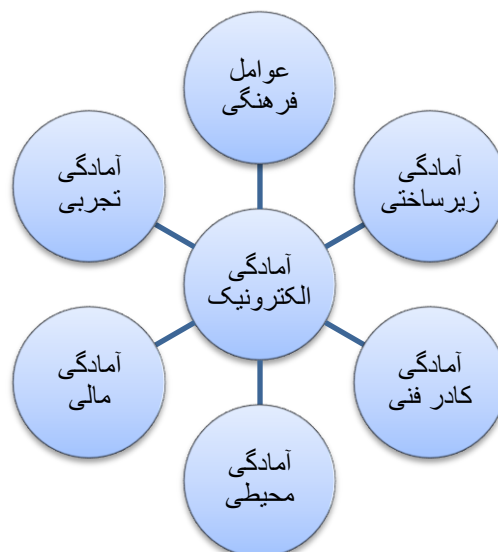 عوامل
فرهنگی
آمادگی
زیرساختی
آمادگی
تجربی
آمادگی
الکترونیک
آمادگی
کادر فنی
آمادگی
مالی
آمادگی
محیطی